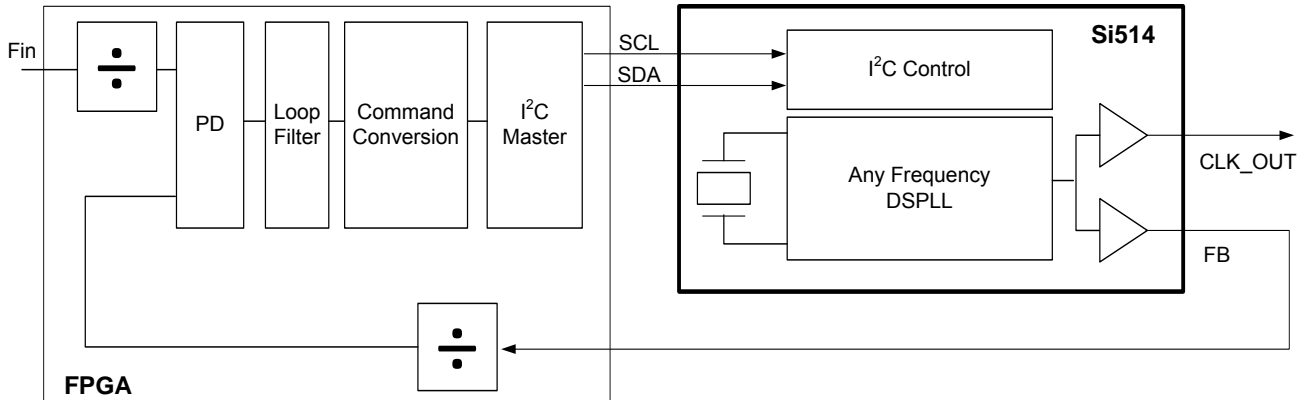 Fin
÷
PD
Loop
Filter
Command
Conversion
I²C
Master
÷
FPGA
SCL
SDA
Si514
I²C Control
Any Frequency
DSPLL
CLK_OUT
FB